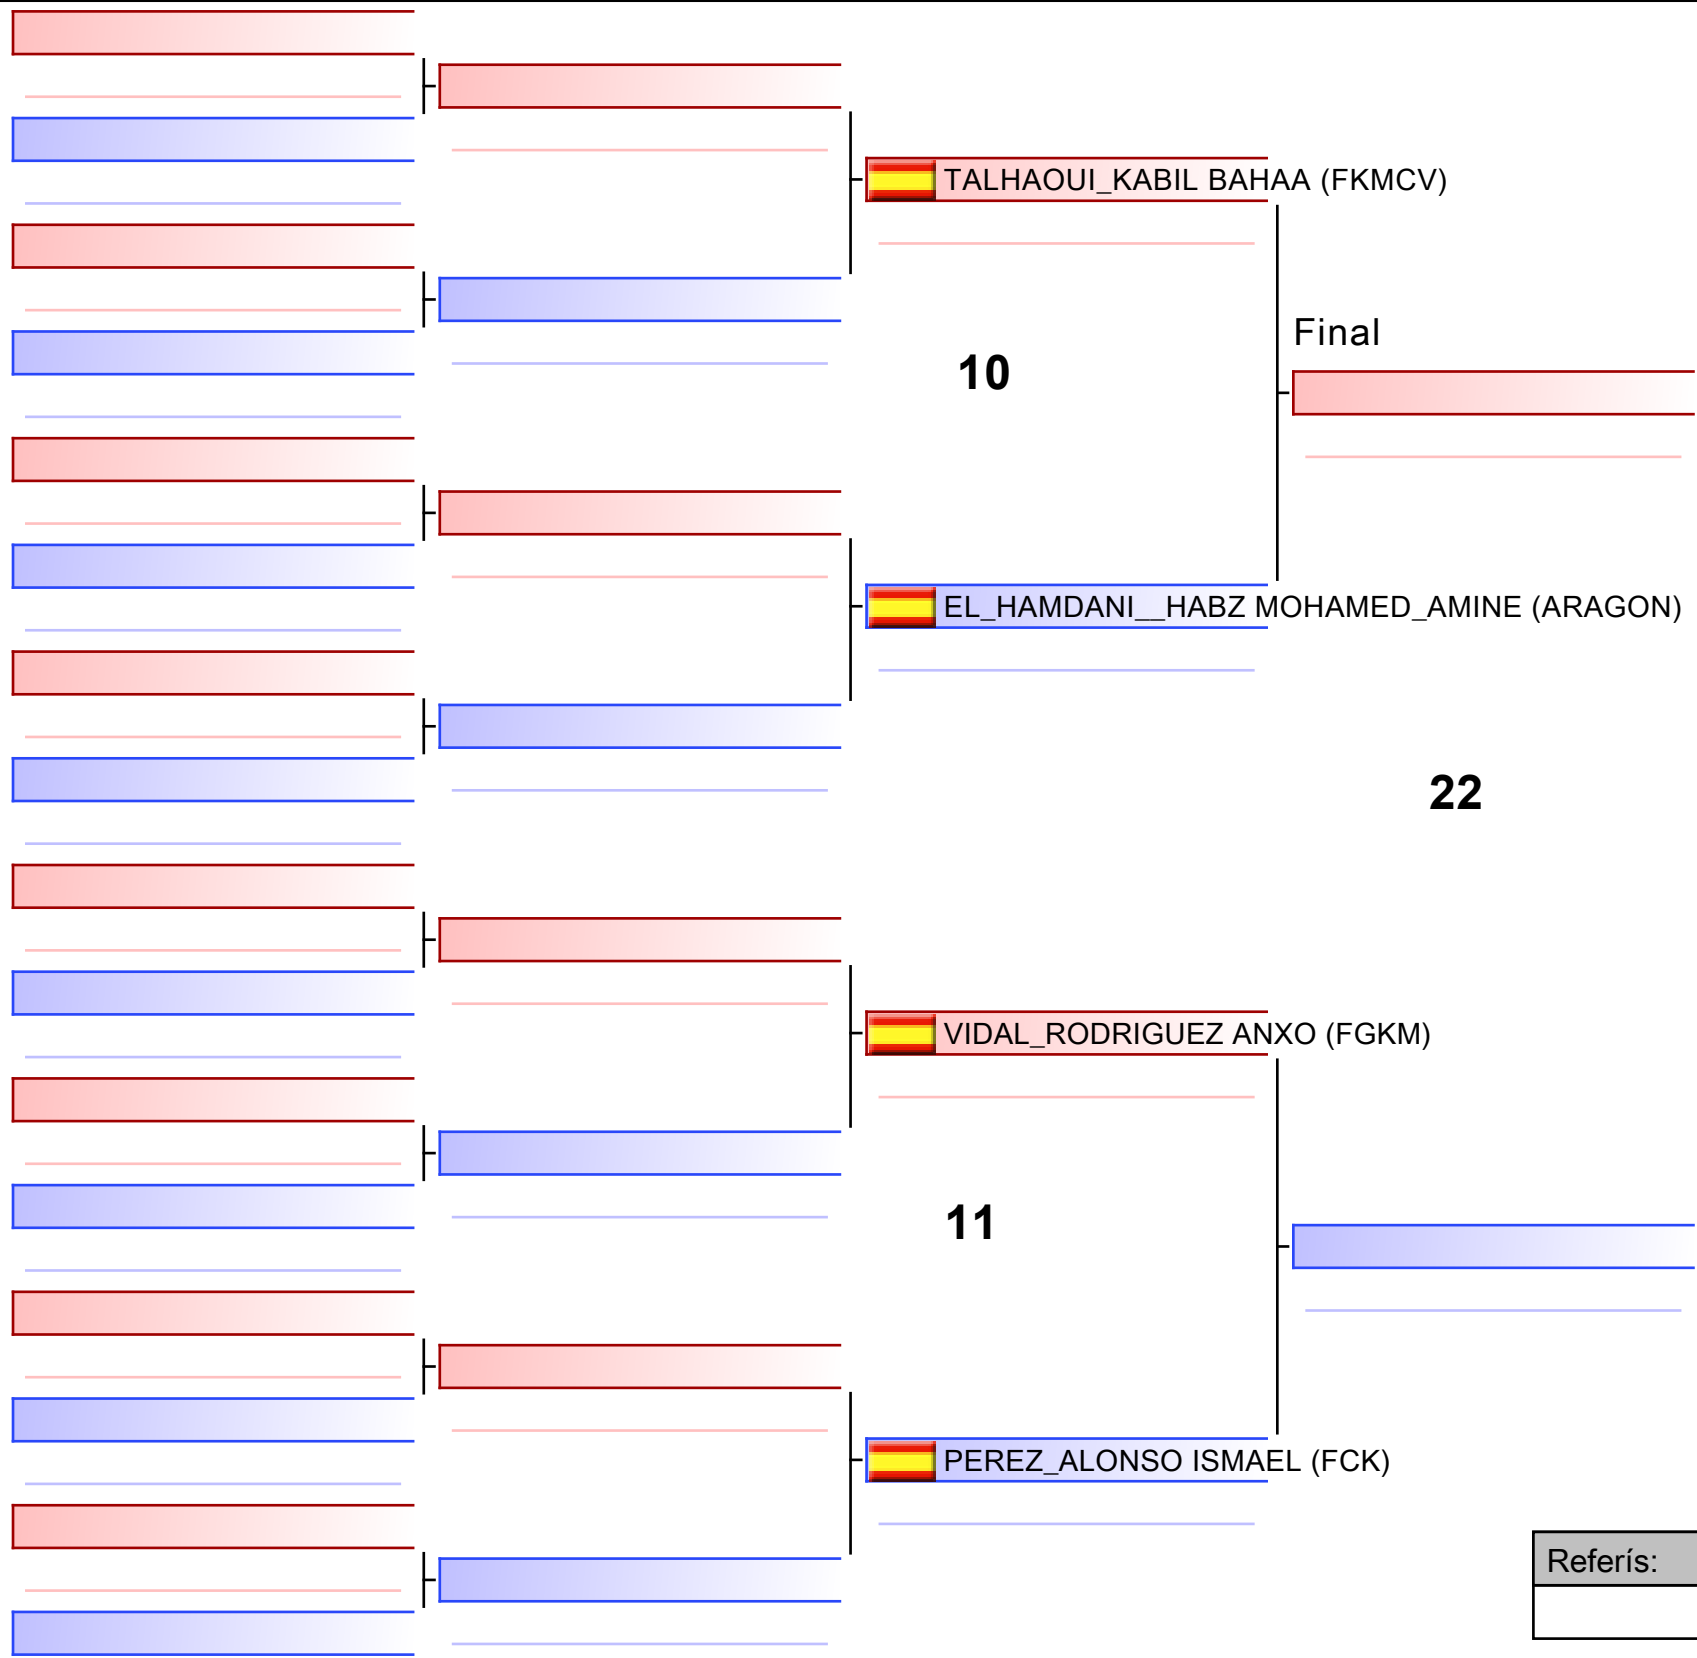 TALHAOUI_KABIL BAHAA (FKMCV)
Final
10
EL_HAMDANI__HABZ MOHAMED_AMINE (ARAGON)
22
VIDAL_RODRIGUEZ ANXO (FGKM)
11
PEREZ_ALONSO ISMAEL (FCK)
Referís: